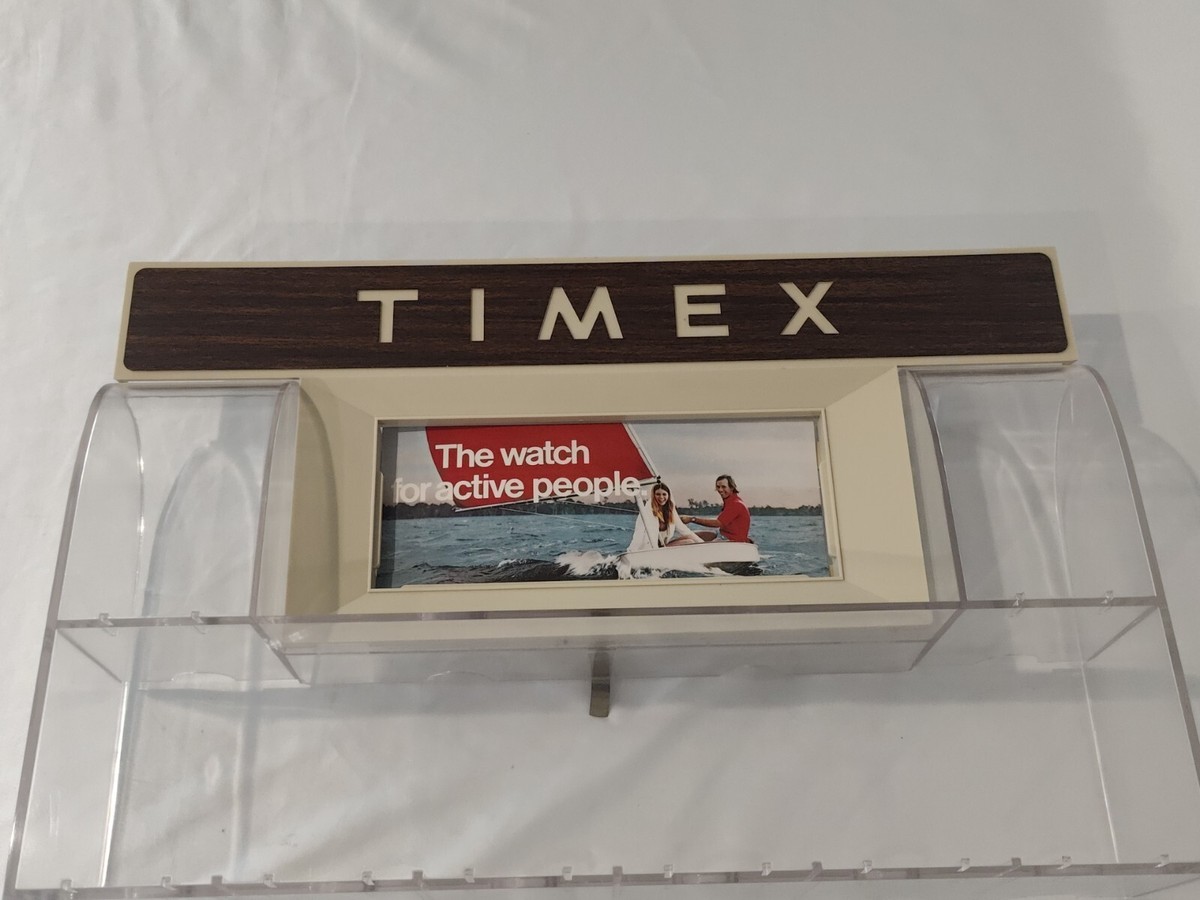 TIMEX
The watch
for active people.